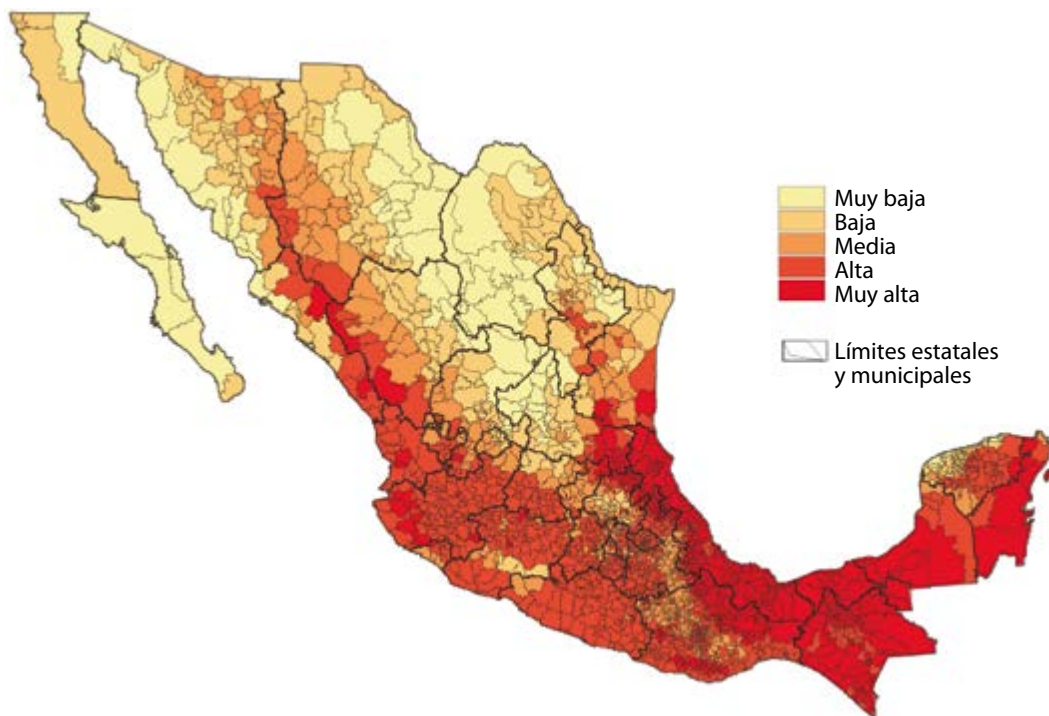 Muy baja
Baja
Media
Alta
Muy alta
Límites estatales
y municipales